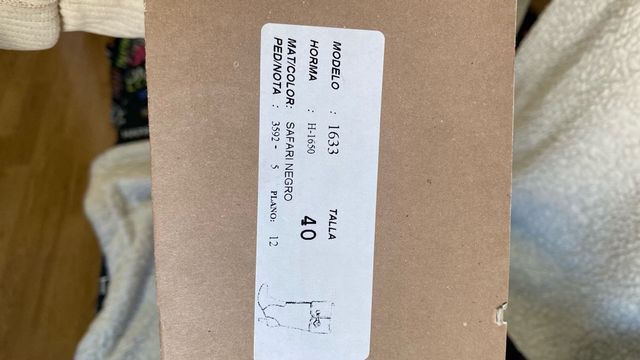 MODELO : 1633 TALLA
HORMA : H-1650 40
MAT/COLOR: SAFARI NEGRO
PED/NOTA : 3592 - 5 PLANO: 12